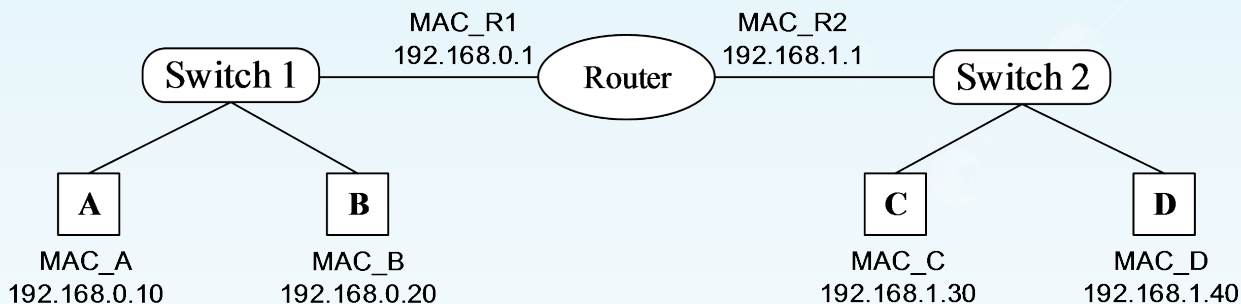 MAC_R1
192.168.0.1
MAC_R2
192.168.1.1
Switch 1
Router
Switch 2
A
MAC_A
192.168.0.10
B
MAC_B
192.168.0.20
C
MAC_C
192.168.1.30
D
MAC_D
192.168.1.40